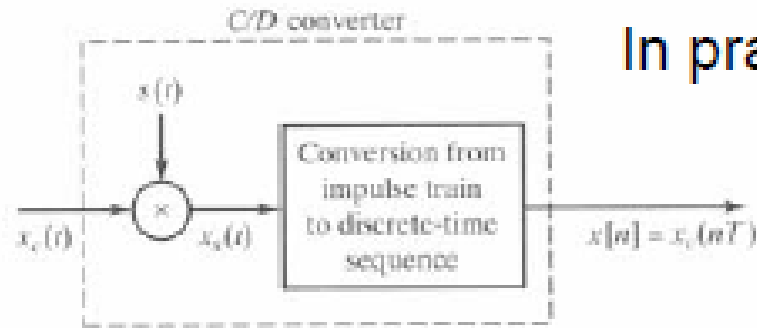 C/D converter
In pra
s(t)
Conversion from
impulse train
to discrete-time
sequence
×
x_c(t)
x_s(t)
x[n] = x_c(nT)